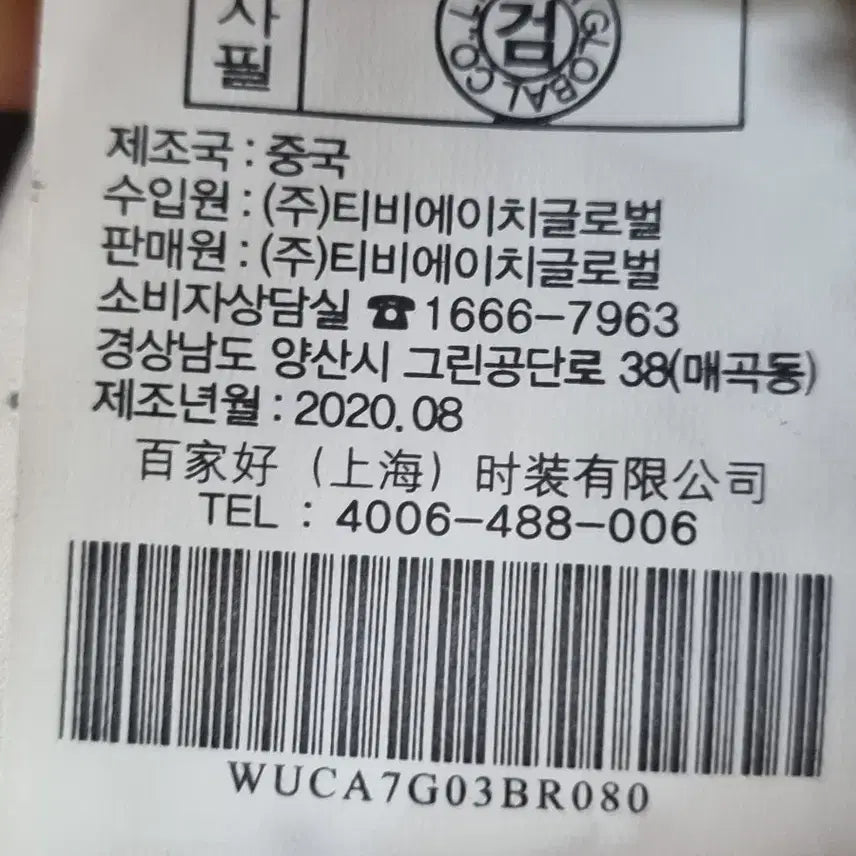 사
필
검
GLOBAL CO
제조국 : 중국
수입원 : (주)티비에이치글로벌
판매원 : (주)티비에이치글로벌
소비자상담실 ☎1666-7963
경상남도 양산시 그린공단로 38(매곡동)
제조년월 : 2020.08
百家好（上海）时装有限公司
TEL : 4006-488-006
WUCA7G03BR080